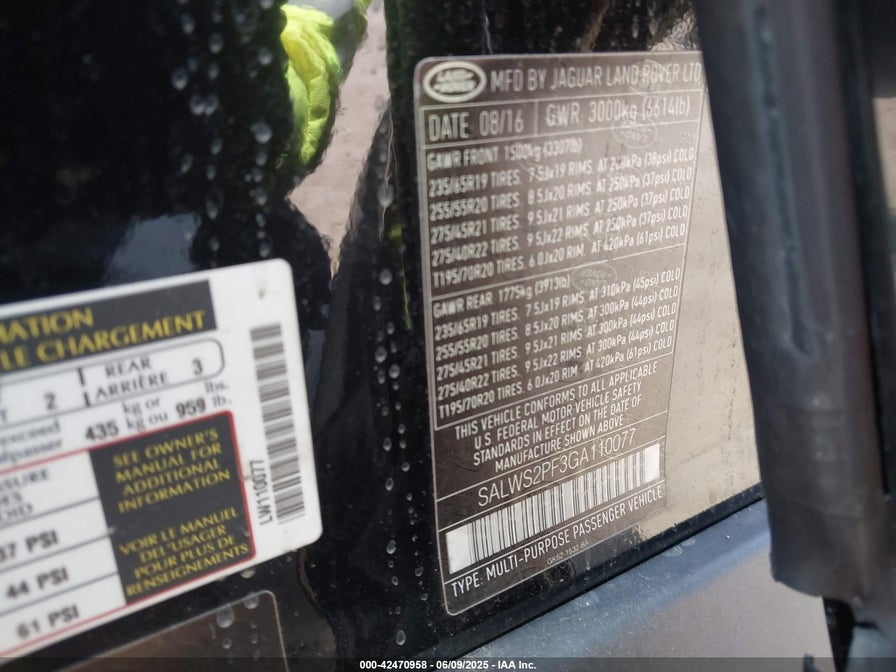 MATION
LE CHARGEMENT
2 REAR ARRIÈRE 3
435 kg or kg ou 959 lbs. lb.
SEE OWNER'S
MANUAL FOR
ADDITIONAL
INFORMATION
VOIR LE MANUEL
DE L'USAGER
POUR PLUS DE
RENSEIGNEMENTS
37 PSI
44 PSI
61 PSI
LAND ROVER
MFD BY JAGUAR LAND ROVER LTD
DATE 08/16 GWR 3000kg (6614lb)
GAWR FRONT 1500kg (3307lb)
235/65R19 TIRES. 7.5Jx19 RIMS. AT 260kPa (38psi) COLD
255/55R20 TIRES. 8.5Jx20 RIMS. AT 250kPa (37psi) COLD
275/45R21 TIRES. 9.5Jx21 RIMS. AT 250kPa (37psi) COLD
275/40R22 TIRES. 9.5Jx22 RIMS. AT 250kPa (37psi) COLD
T195/70R20 TIRES. 6.0Jx20 RIM. AT 420kPa (61psi) COLD
GAWR REAR 1775kg (3913lb)
235/65R19 TIRES. 7.5Jx19 RIMS. AT 310kPa (45psi) COLD
255/55R20 TIRES. 8.5Jx20 RIMS. AT 300kPa (44psi) COLD
275/45R21 TIRES. 9.5Jx21 RIMS. AT 300kPa (44psi) COLD
275/40R22 TIRES. 9.5Jx22 RIMS. AT 300kPa (44psi) COLD
T195/70R20 TIRES. 6.0Jx20 RIM. AT 420kPa (61psi) COLD
THIS VEHICLE CONFORMS TO ALL APPLICABLE
U.S. FEDERAL MOTOR VEHICLE SAFETY
STANDARDS IN EFFECT ON THE DATE OF
MANUFACTURE SHOWN ABOVE
SALWS2PF3GA110077
TYPE: MULTI-PURPOSE PASSENGER VEHICLE
000-42470958 - 06/09/2025 - IAA Inc.